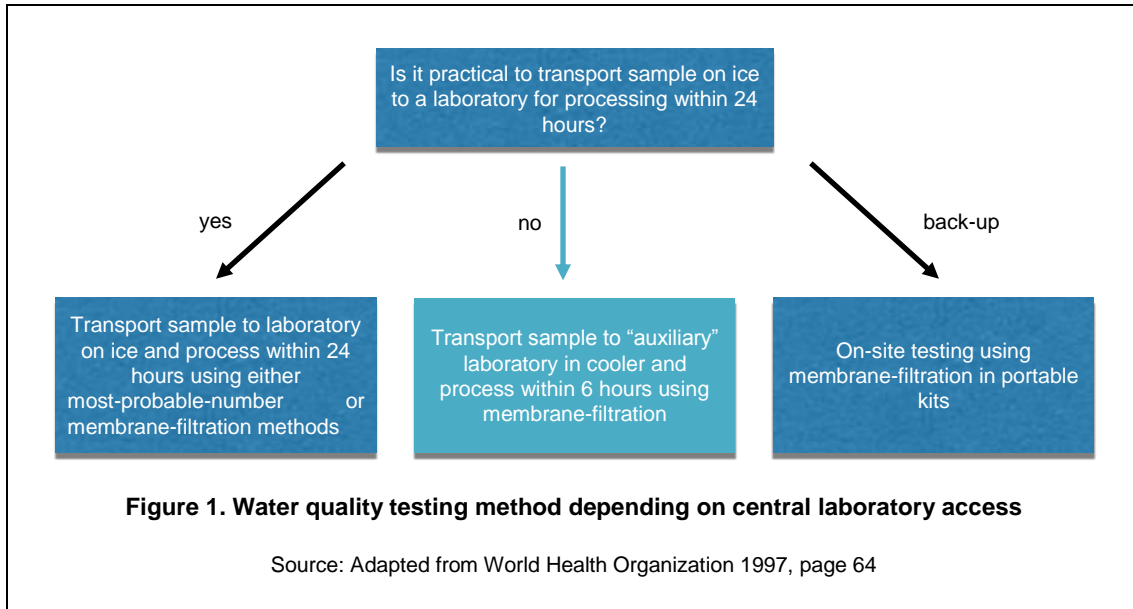 Is it practical to transport sample on ice
to a laboratory for processing within 24
hours?
yes
no
back-up
Transport sample to laboratory
on ice and process within 24
hours using either
most-probable-number or
membrane-filtration methods
Transport sample to “auxiliary”
laboratory in cooler and
process within 6 hours using
membrane-filtration
On-site testing using
membrane-filtration in portable
kits
Figure 1. Water quality testing method depending on central laboratory access
Source: Adapted from World Health Organization 1997, page 64